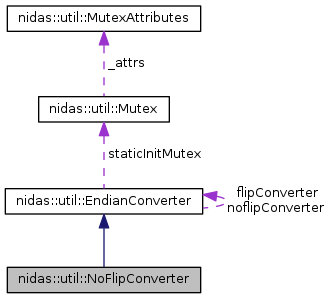 nidas::util::MutexAttributes
_attrs
nidas::util::Mutex
staticInitMutex
nidas::util::EndianConverter
flipConverter
noflipConverter
nidas::util::NoFlipConverter